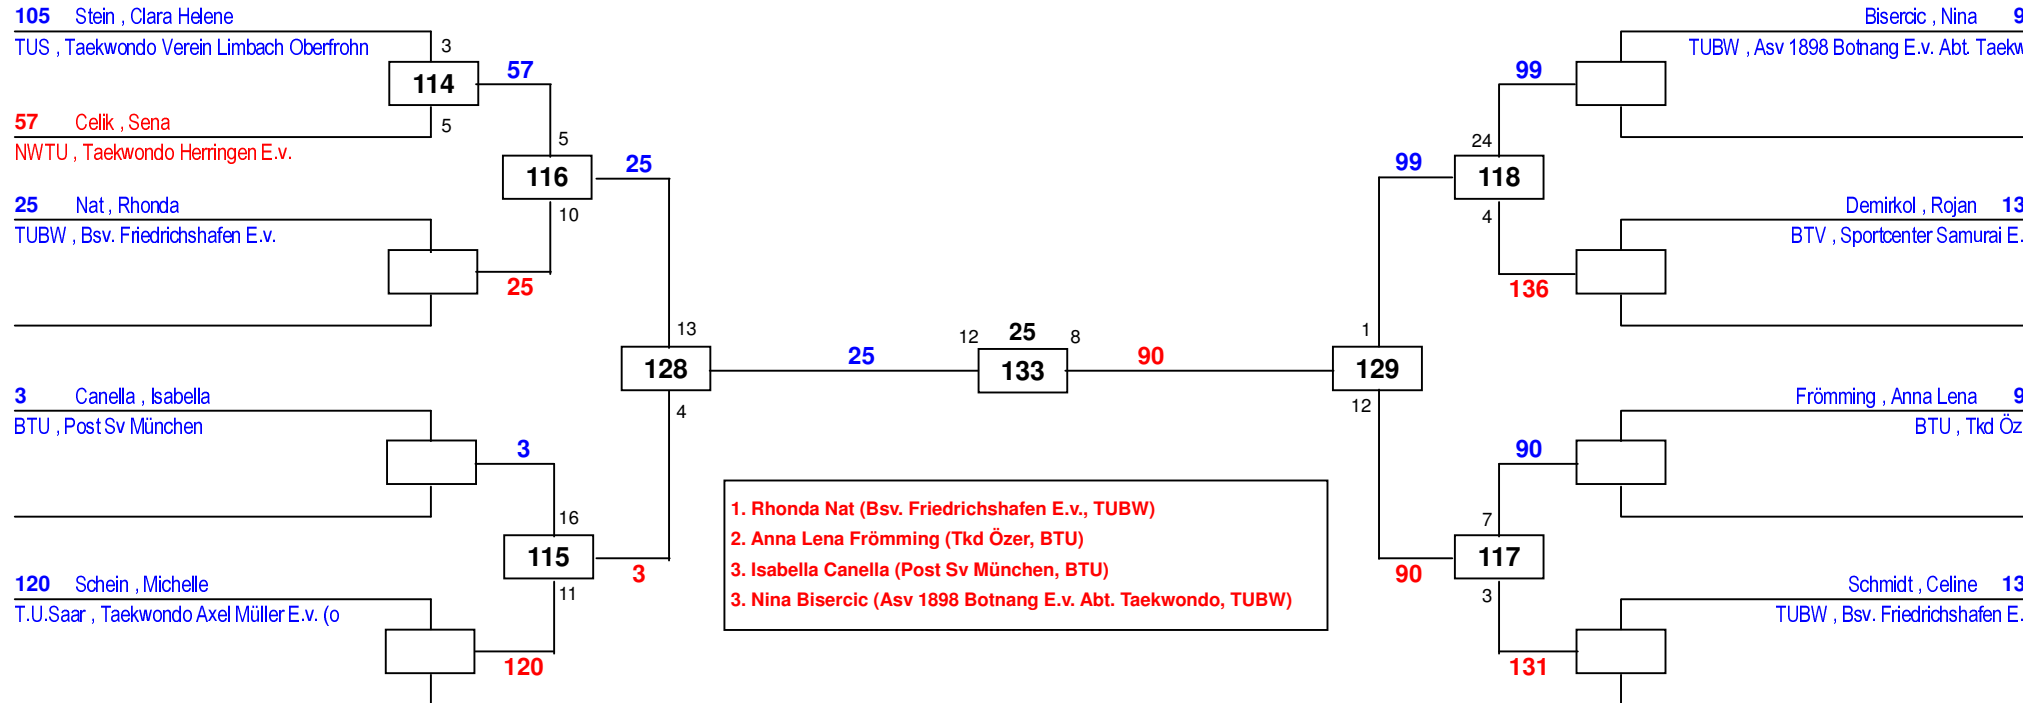 105 Stein , Clara Helene
TUS , Taekwondo Verein Limbach Oberfrohn
3
114
57
57 Celik , Sena
5
NWTU , Taekwondo Herringen E.v.
5
116
25
10
25 Nat , Rhonda
TUBW , Bsv. Friedrichshafen E.v.
25
13
128
4
25
3 Canella , Isabella
BTU , Post Sv München
3
16
115
3
11
120 Schein , Michelle
T.U.Saar , Taekwondo Axel Müller E.v. (o
120
12 25 8
133
90
1. Rhonda Nat (Bsv. Friedrichshafen E.v., TUBW)
2. Anna Lena Frömming (Tkd Özer, BTU)
3. Isabella Canella (Post Sv München, BTU)
3. Nina Bisercic (Asv 1898 Botnang E.v. Abt. Taekwondo, TUBW)
Bisercic , Nina 9
TUBW , Asv 1898 Botnang E.v. Abt. Taekw
99
24
99
118
4
Demirkol , Rojan 13
BTV , Sportcenter Samurai E.
136
1
129
12
Frömming , Anna Lena 9
BTU , Tkd Öz
90
7
117
90
3
Schmidt , Celine 13
TUBW , Bsv. Friedrichshafen E.
131